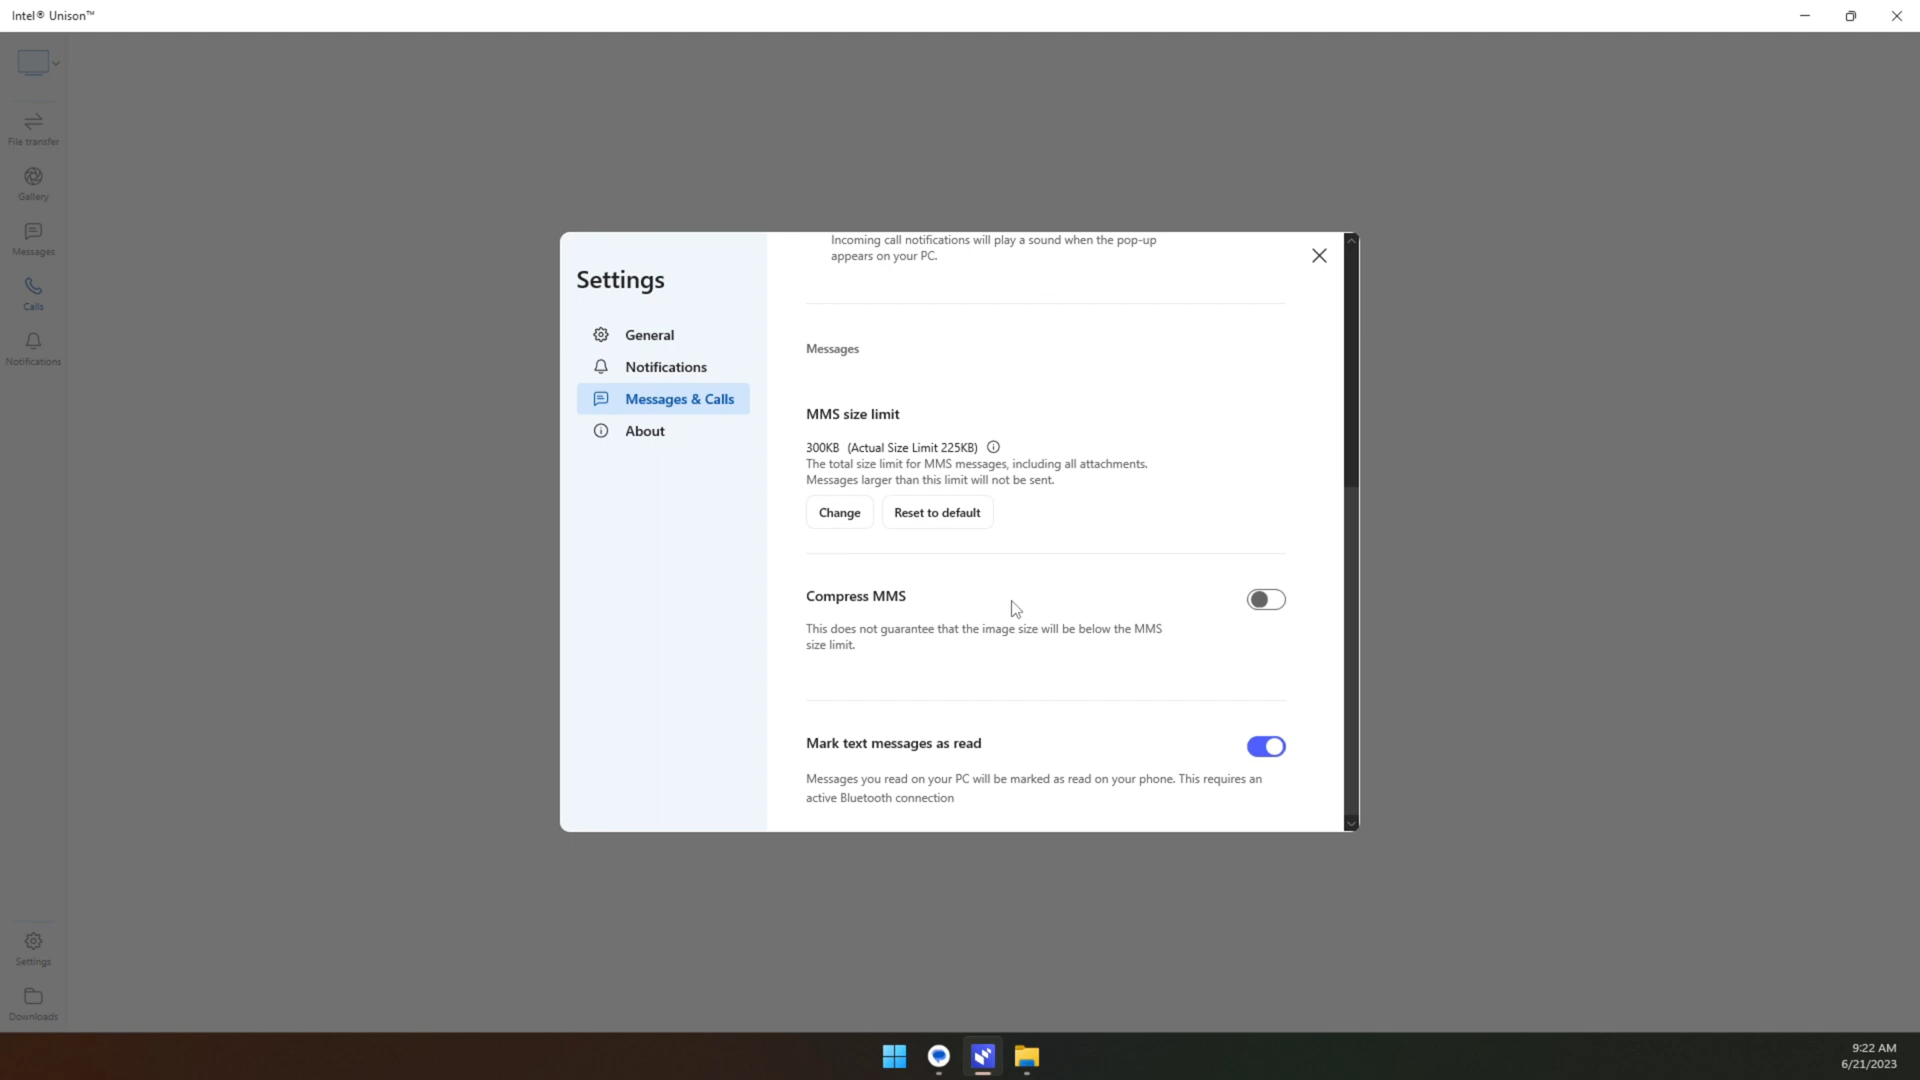 Intel® Unison™
File transfer
Gallery
Messages
Calls
Notifications
Settings
Downloads
Settings
General
Notifications
Messages & Calls
About
Incoming call notifications will play a sound when the pop-up
appears on your PC.
Messages
MMS size limit
300KB (Actual Size Limit 225KB)
The total size limit for MMS messages, including all attachments.
Messages larger than this limit will not be sent.
Change Reset to default
Compress MMS
This does not guarantee that the image size will be below the MMS
size limit.
Mark text messages as read
Messages you read on your PC will be marked as read on your phone. This requires an
active Bluetooth connection
9:22 AM
6/21/2023